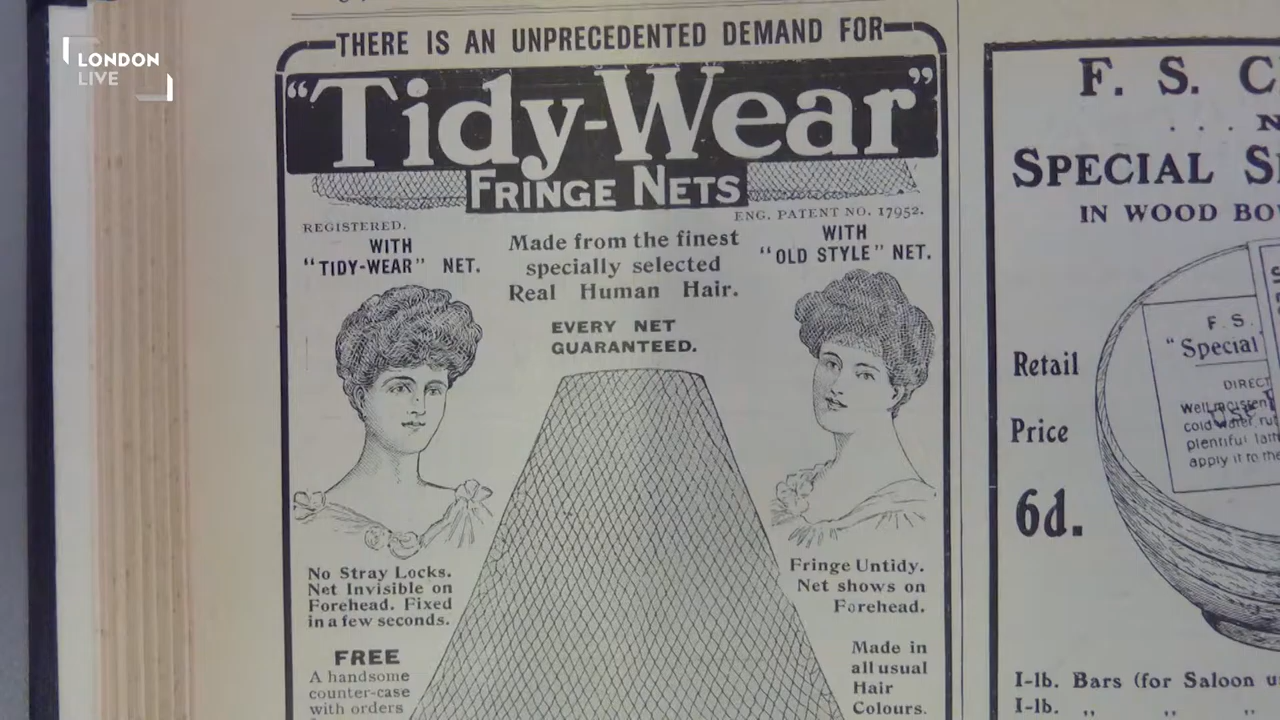 LONDON
LIVE
THERE IS AN UNPRECEDENTED DEMAND FOR
"Tidy-Wear"
FRINGE NETS
REGISTERED.
ENG. PATENT NO. 17952.
WITH
"TIDY-WEAR" NET.
Made from the finest
specially selected
Real Human Hair.
WITH
"OLD STYLE" NET.
EVERY NET
GUARANTEED.
No Stray Locks.
Net Invisible on
Forehead. Fixed
in a few seconds.
Fringe Untidy.
Net shows on
Forehead.
FREE
A handsome
counter-case
with orders
Made in
all usual
Hair
Colours.
F. S.
SPECIAL
IN WOOD
F. S.
"Special"
Retail
Price
6d.
cold water
plentiful
apply it to the
1-lb. Bars (for Saloon
1-lb. " " "